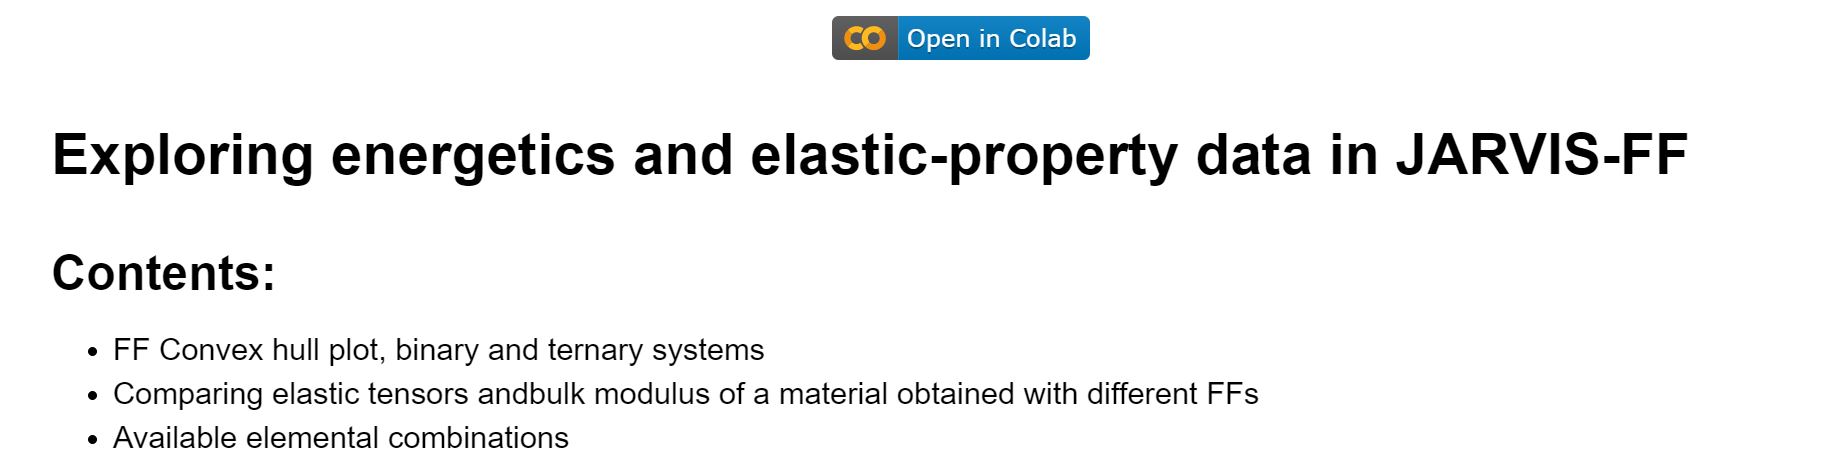 Open in Colab
Exploring energetics and elastic-property data in JARVIS-FF
Contents:
• FF Convex hull plot, binary and ternary systems
• Comparing elastic tensors andbulk modulus of a material obtained with different FFs
• Available elemental combinations